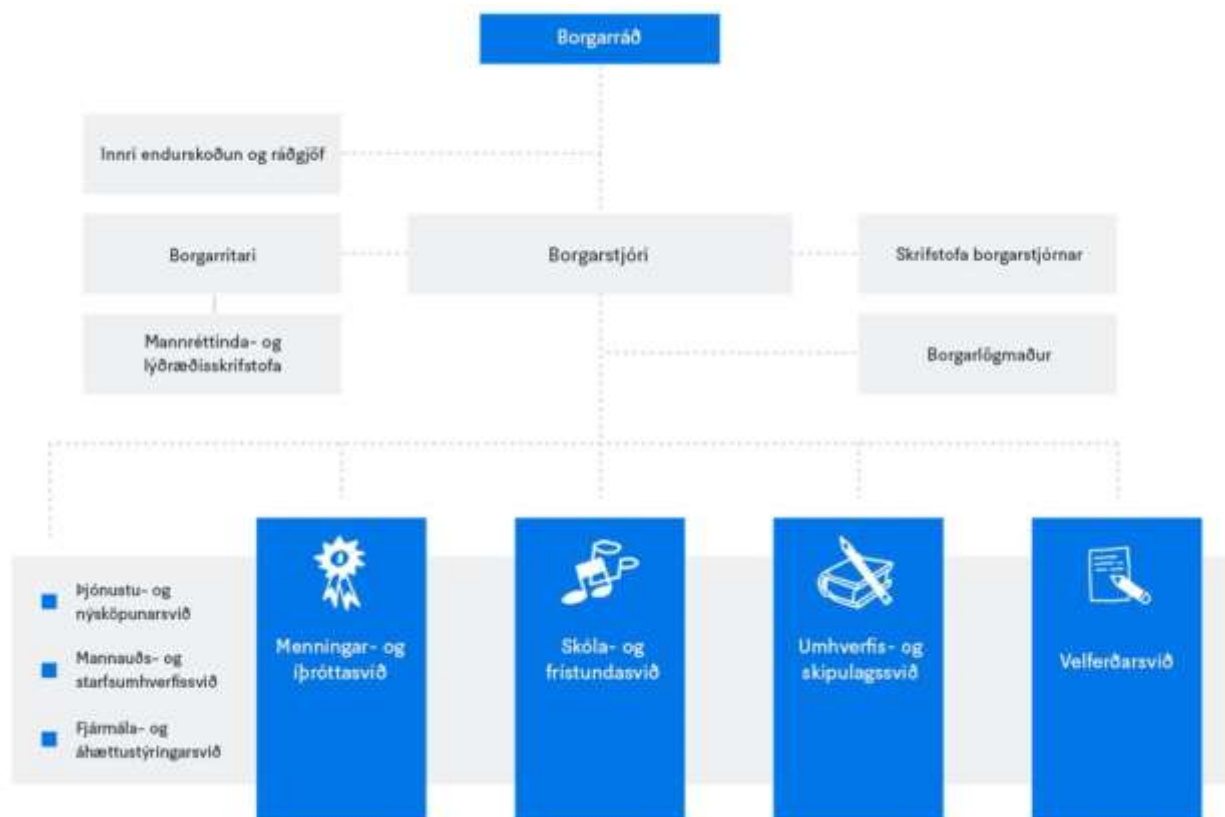 Borgarráð
Innri endurskoðun og ráðgjöf
Borgarritari
Borgarstjóri
Skrifstofa borgarstjórnar
Mannréttinda- og
lýðræðisskrifstofa
Borgarlögmaður
Þjónustu- og
nýsköpunarsvið
Mannauðs- og
starfsumhverfissvið
Fjármála- og
áhættustýringarsvið
Menningar- og
íþróttasvið
Skóla- og
frístundasvið
Umhverfis- og
skipulagssvið
Velferðarsvið